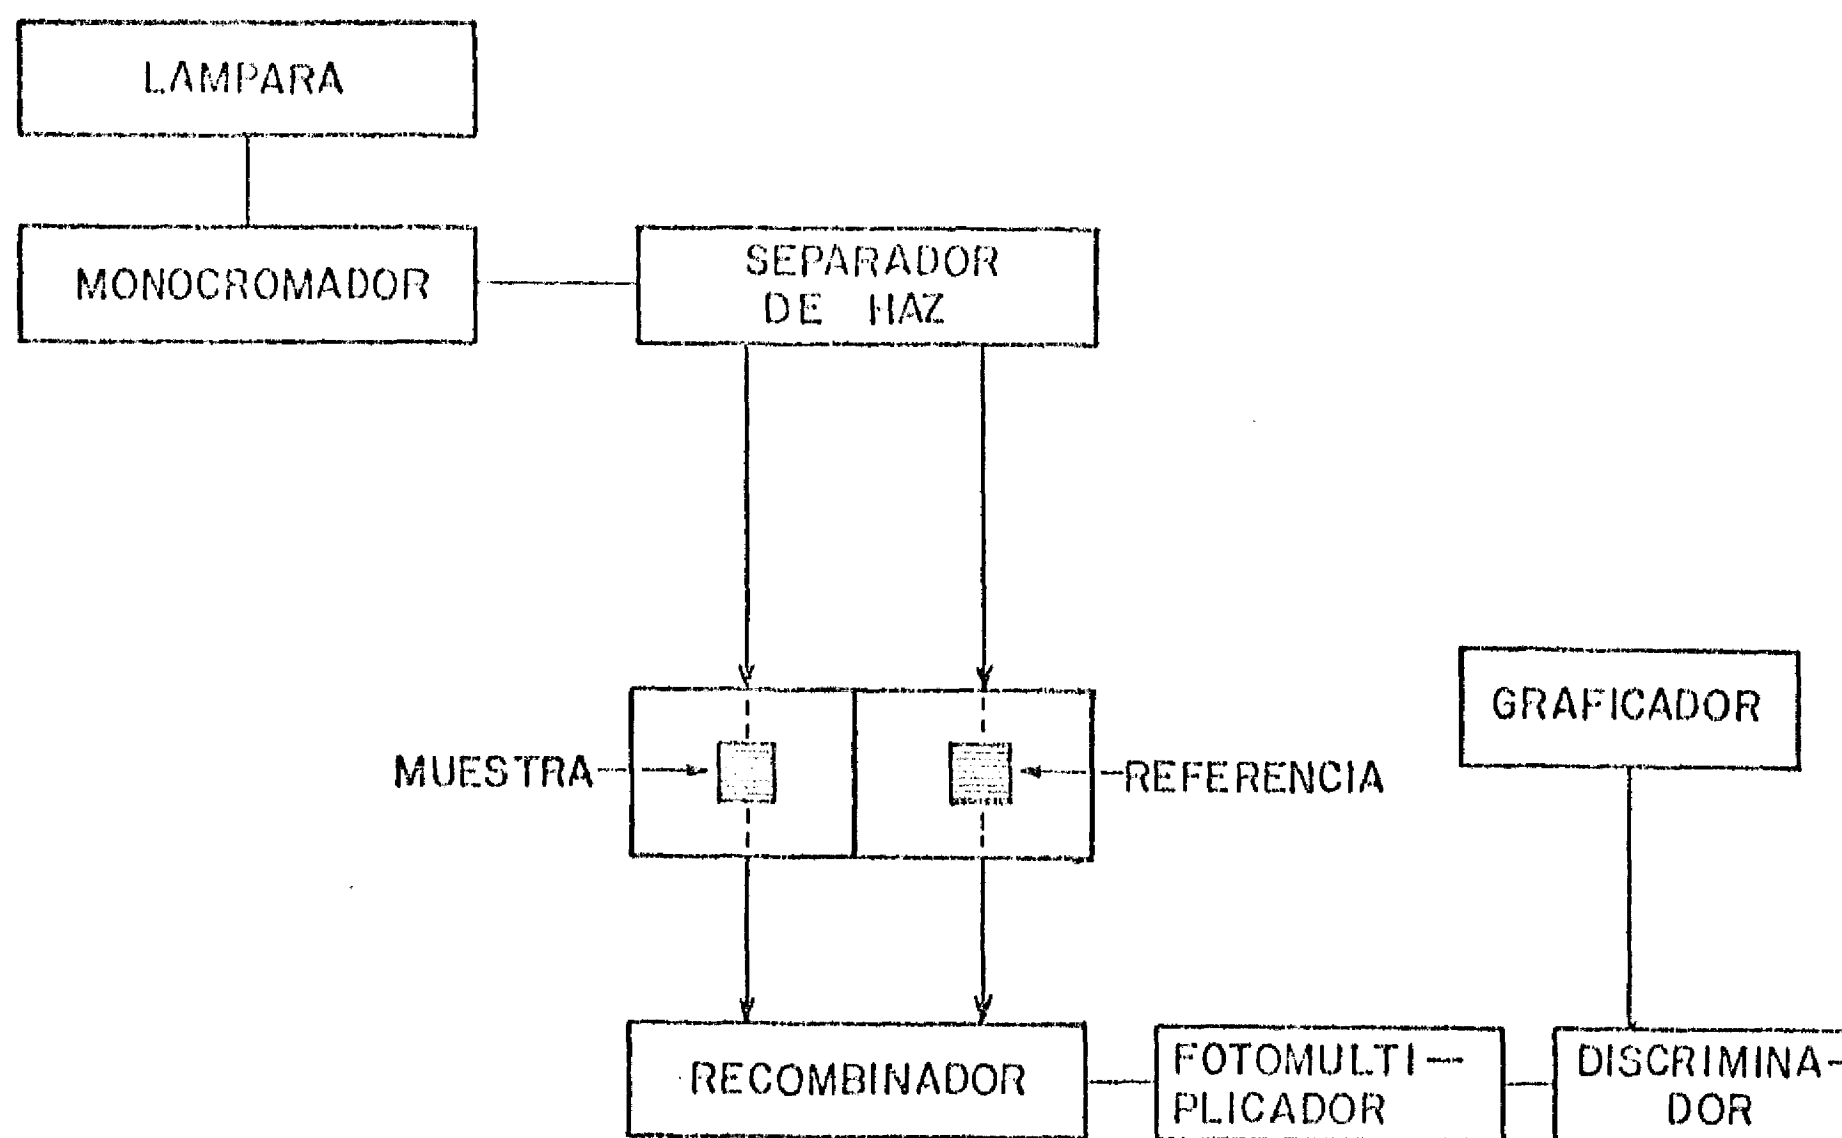 LAMPARA
MONOCROMADOR
SEPARADOR
DE HAZ
MUESTRA
REFERENCIA
GRAFICADOR
RECOMBINADOR
FOTOMULTI-
PLICADOR
DISCRIMINA-
DOR